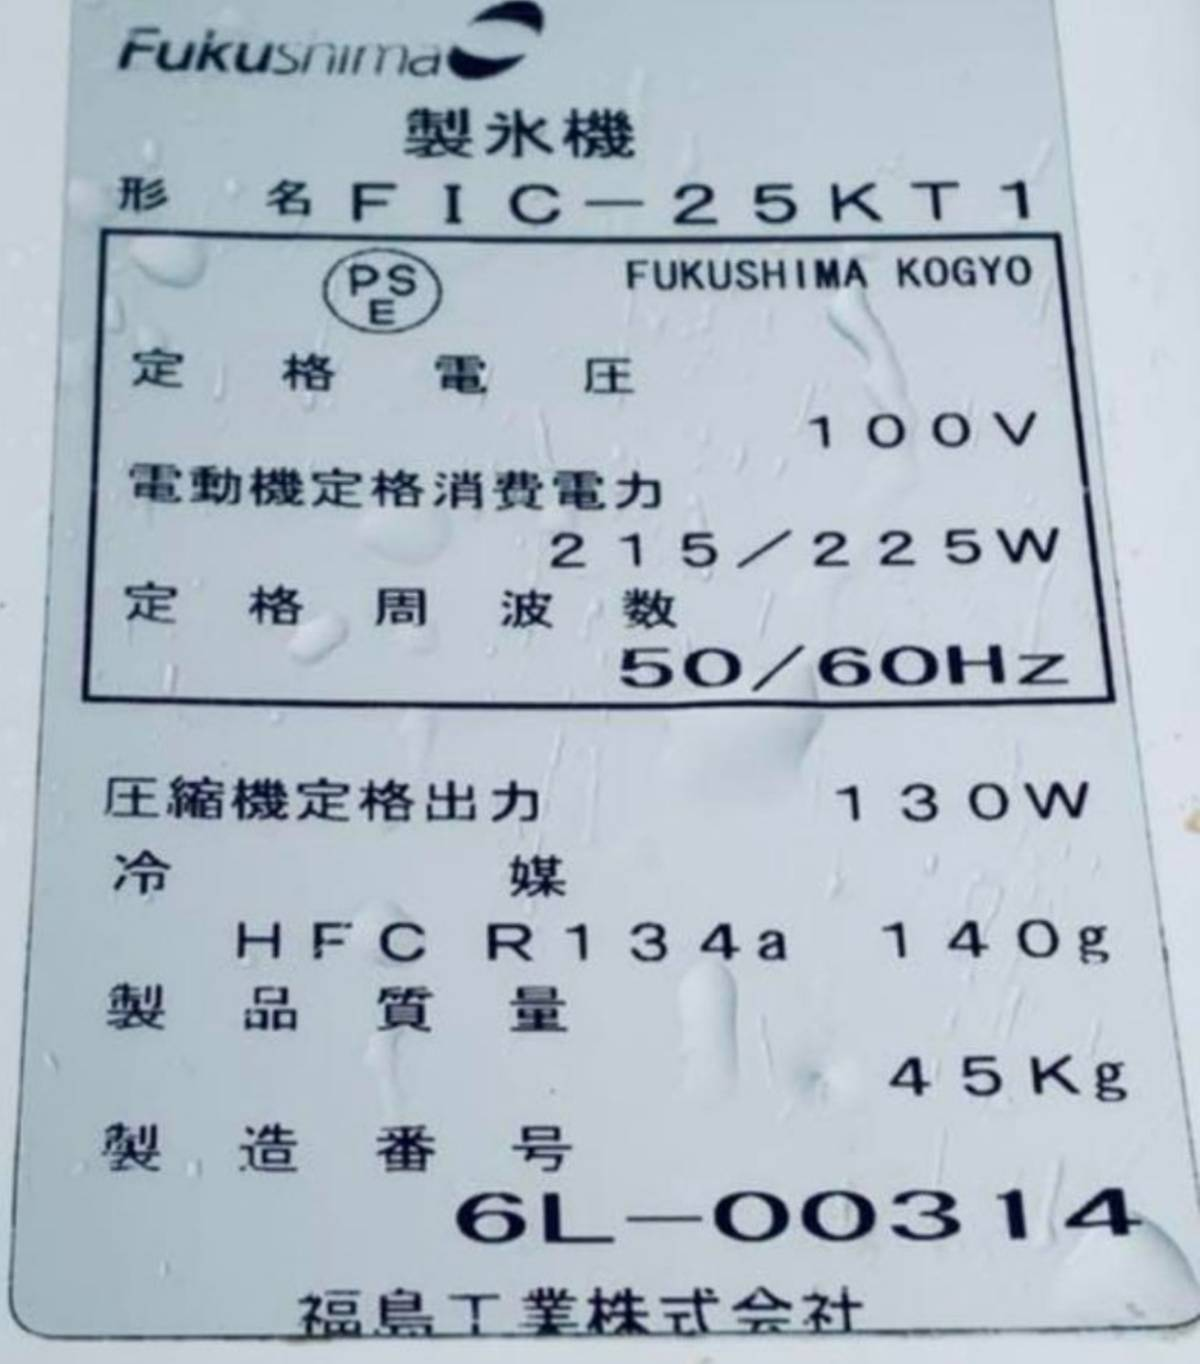 Fukushima
製氷機
形名 FIC-25KT1
PSE FUKUSHIMA KOGYO
定格電圧
100V
電動機定格消費電力
215/225W
定格周波数
50/60Hz
圧縮機定格出力 130W
冷媒
HFC R134a 140g
製品質量
45Kg
製造番号
6L-00314
福島工業株式会社